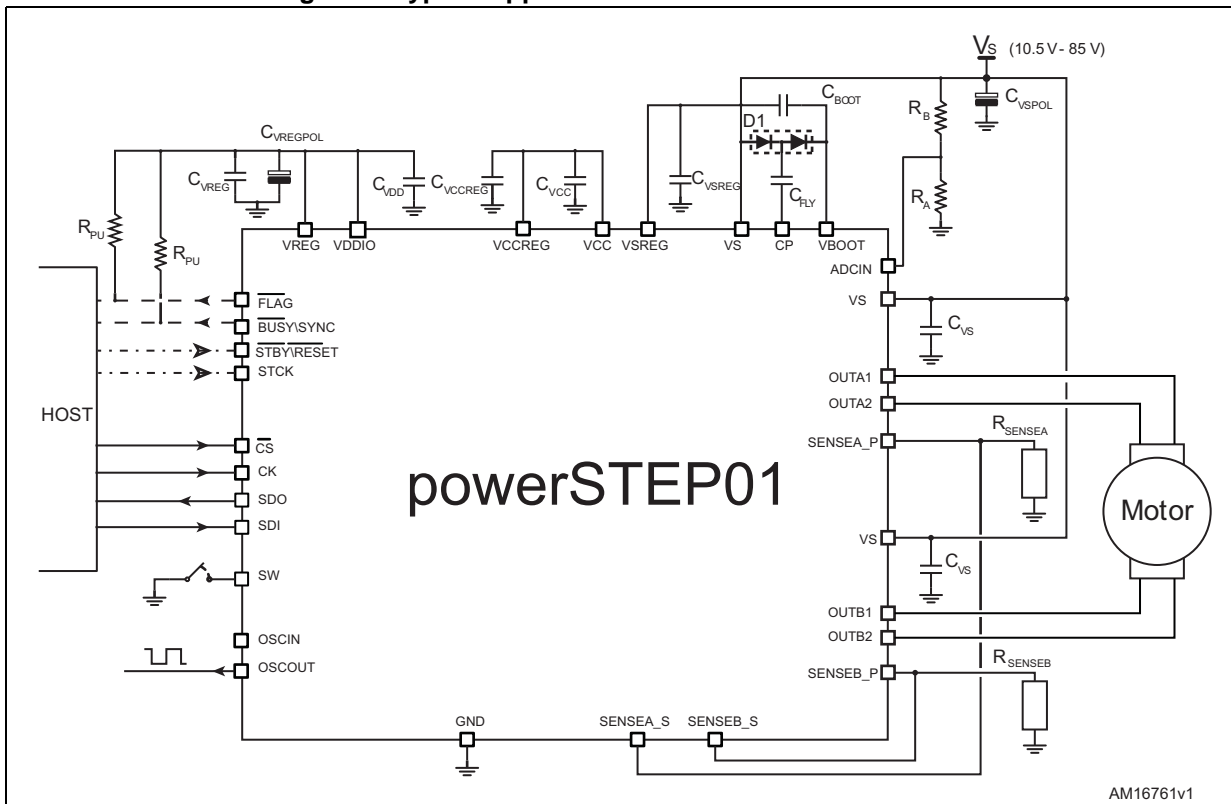 VS (10.5 V - 85 V)
CBOOT
RB
CVSPOL
D1
CVREGPOL
CVREG
CVDD
CVCCREG
CVCC
CVSREG
CFLY
RA
RPU
RPU
VREG
VDDIO
VCCREG
VCC
VSREG
VS
CP
VBOOT
ADCIN
FLAG
VS
BUSY\SYNC
CVS
STBY\RESET
STCK
OUTA1
HOST
OUTA2
RSENSEA
CS
SENSEA_P
CK
powerSTEP01
SDO
Motor
SDI
VS
CVS
SW
OUTB1
OSCIN
OUTB2
OSCOUT
SENSEB_P
RSENSEB
GND
SENSEA_S
SENSEB_S
AM16761v1